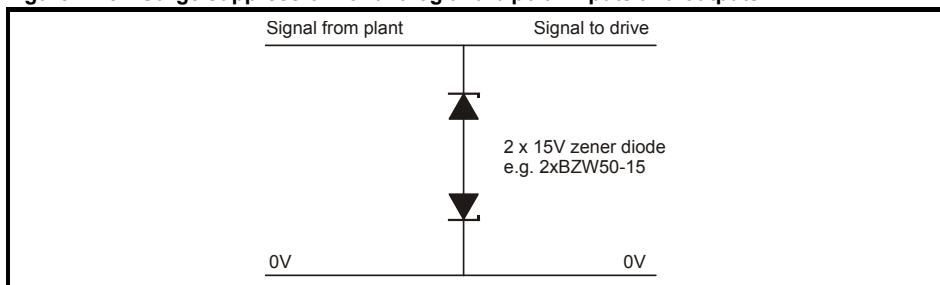 Signal from plant Signal to drive
2 x 15V zener diode
e.g. 2xBZW50-15
0V 0V